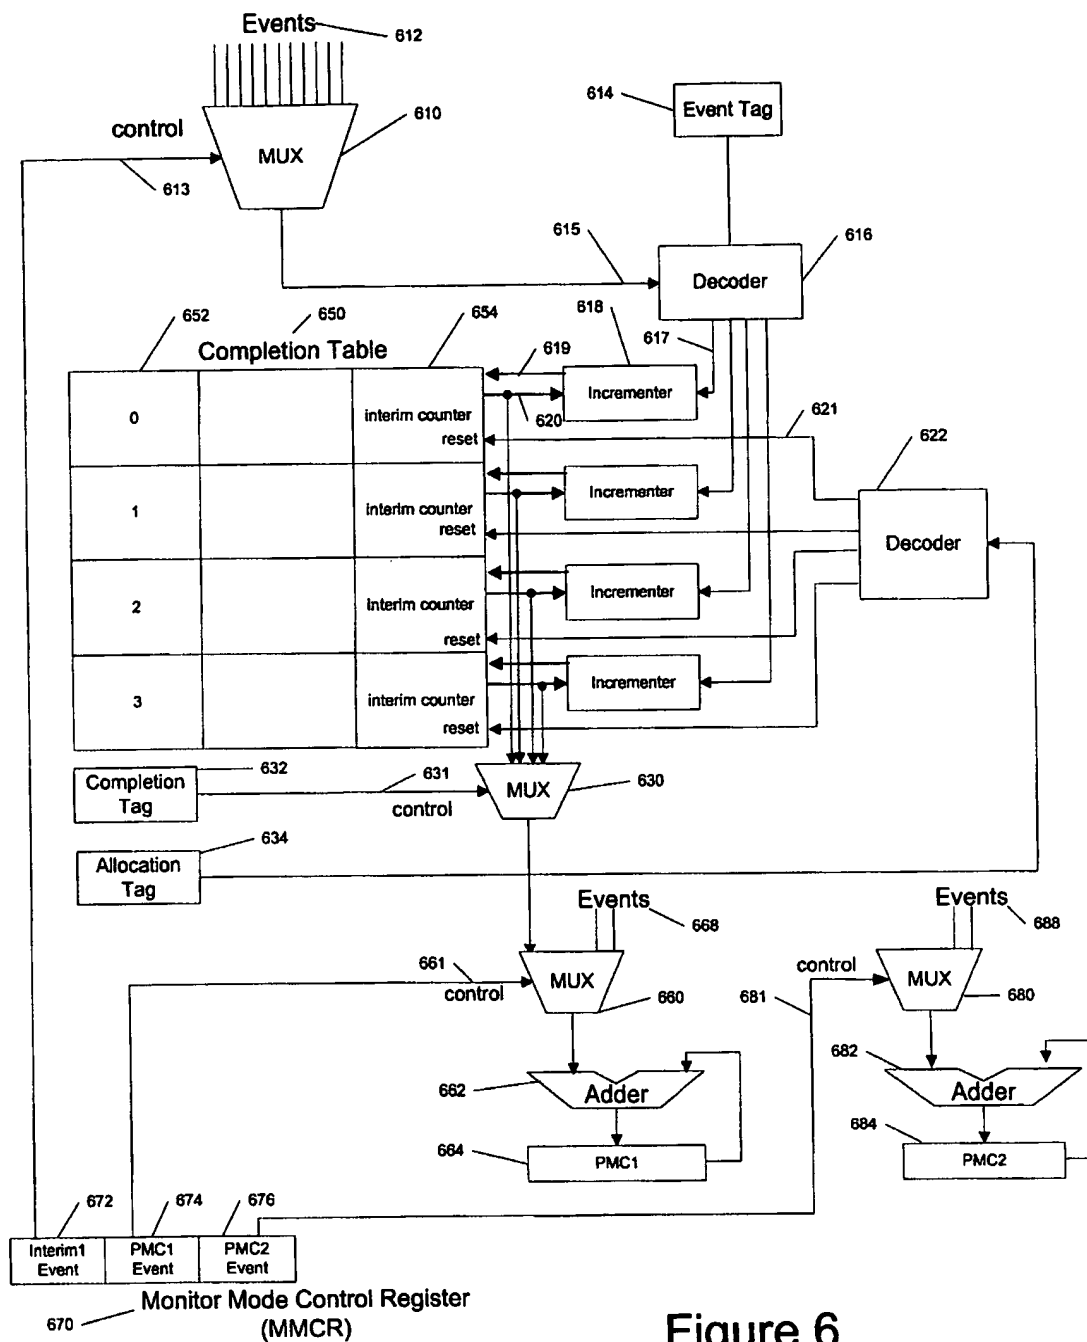 Events
612
610
614
Event Tag
control
MUX
613
615
616
Decoder
652
650
654
618
617
Completion Table
619
0
interim counter
620
Incrementer
621
reset
622
1
interim counter
Incrementer
reset
Decoder
2
interim counter
Incrementer
reset
3
interim counter
Incrementer
reset
632
631
Completion
Tag
control
MUX
630
634
Allocation
Tag
Events
668
Events
688
661
control
MUX
660
control
681
MUX
680
662
Adder
682
Adder
664
PMC1
684
PMC2
672
674
676
Interim1
Event
PMC1
Event
PMC2
Event
Monitor Mode Control Register
670
(MMCR)
Figure 6